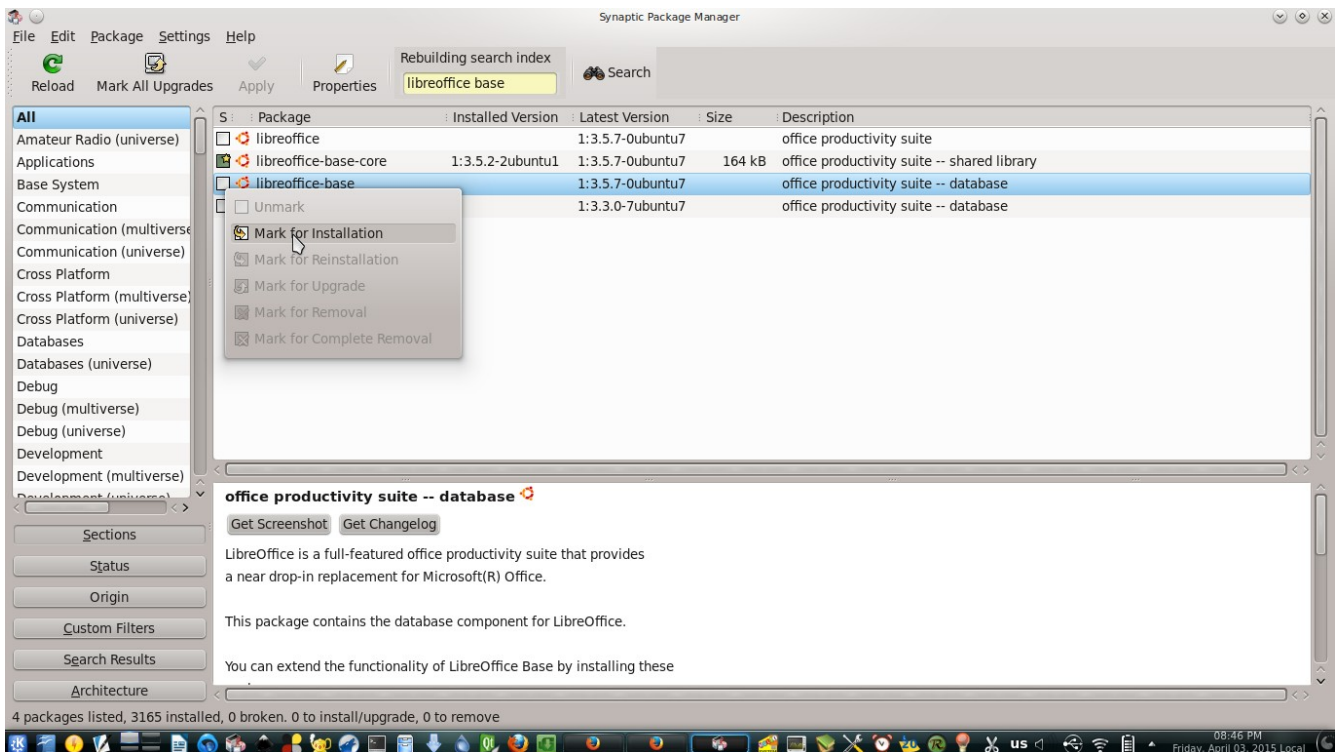 Synaptic Package Manager
File Edit Package Settings Help
Reload
Mark All Upgrades
Apply
Properties
Rebuilding search index
libreoffice base
Search
All
Amateur Radio (universe)
Applications
Base System
Communication
Communication (multiverse
Communication (universe)
Cross Platform
Cross Platform (multiverse)
Cross Platform (universe)
Databases
Databases (universe)
Debug
Debug (multiverse)
Debug (universe)
Development
Development (multiverse)
Development (universe)
Sections
Status
Origin
Custom Filters
Search Results
Architecture
S Package Installed Version Latest Version Size Description
libreoffice 1:3.5.7-0ubuntu7 office productivity suite
libreoffice-base-core 1:3.5.2-2ubuntu1 1:3.5.7-0ubuntu7 164 kB office productivity suite -- shared library
libreoffice-base 1:3.5.7-0ubuntu7 office productivity suite -- database
1:3.3.0-7ubuntu7 office productivity suite -- database
Unmark
Mark for Installation
Mark for Reinstallation
Mark for Upgrade
Mark for Removal
Mark for Complete Removal
office productivity suite -- database
Get Screenshot Get Changelog
LibreOffice is a full-featured office productivity suite that provides
a near drop-in replacement for Microsoft(R) Office.
This package contains the database component for LibreOffice.
You can extend the functionality of LibreOffice Base by installing these
4 packages listed, 3165 installed, 0 broken. 0 to install/upgrade, 0 to remove
us
08:46 PM
Friday, April 03, 2015 Local